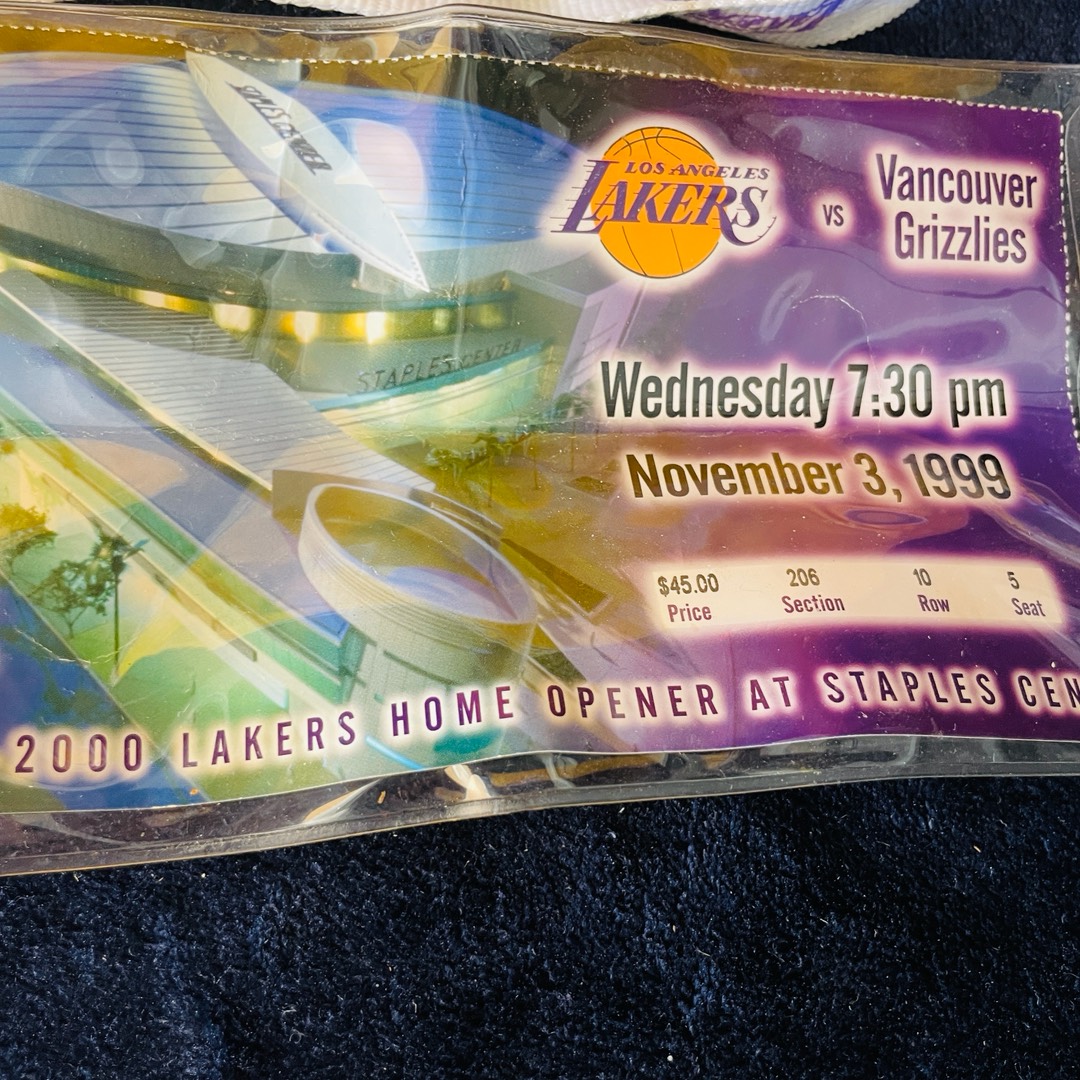 STAPLES CENTER
LOS ANGELES
LAKERS
vs
Vancouver
Grizzlies
STAPLES CENTER
Wednesday 7:30 pm
November 3, 1999
$45.00 206 10 5
Price Section Row Seat
2000 LAKERS HOME OPENER AT STAPLES CEN